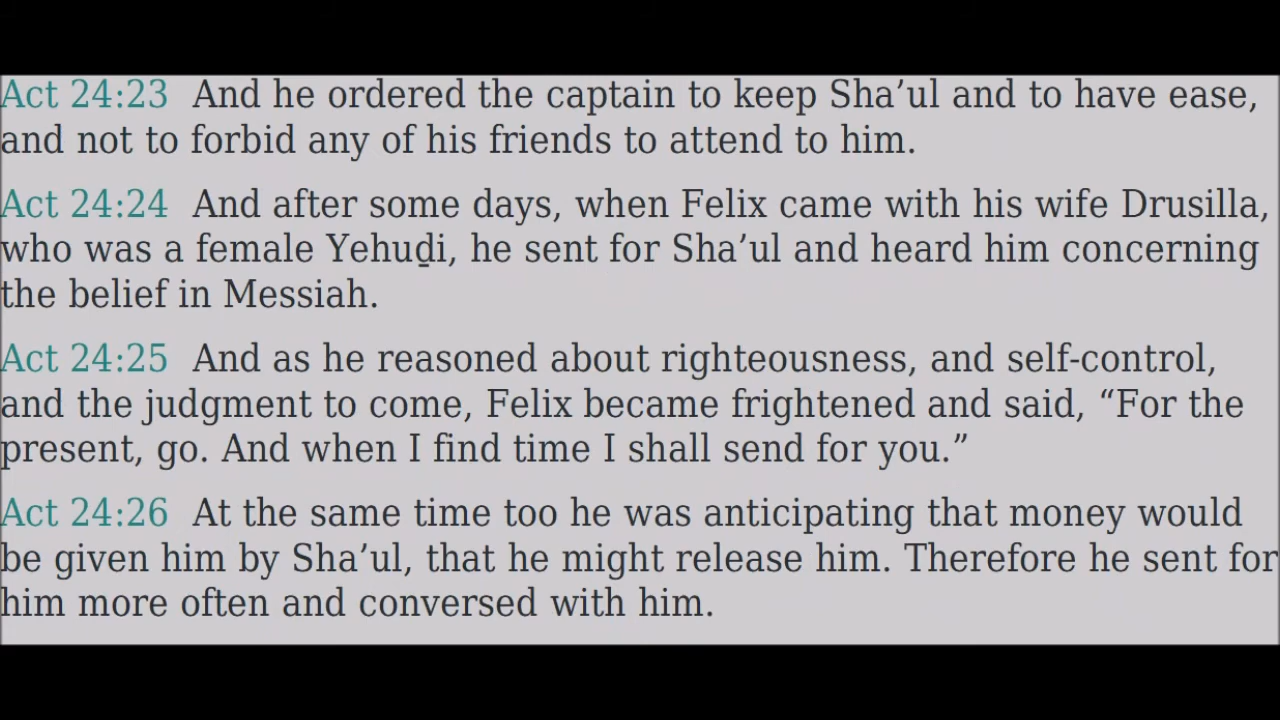 Act 24:23  And he ordered the captain to keep Sha’ul and to have ease,
and not to forbid any of his friends to attend to him.
Act 24:24  And after some days, when Felix came with his wife Drusilla,
who was a female Yehuḏi, he sent for Sha’ul and heard him concerning
the belief in Messiah.
Act 24:25  And as he reasoned about righteousness, and self-control,
and the judgment to come, Felix became frightened and said, “For the
present, go. And when I find time I shall send for you.”
Act 24:26  At the same time too he was anticipating that money would
be given him by Sha’ul, that he might release him. Therefore he sent for
him more often and conversed with him.